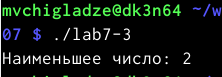 mvchigladze@dk3n64 ~/w
07 $ ./lab7-3
Наименьшее число: 2